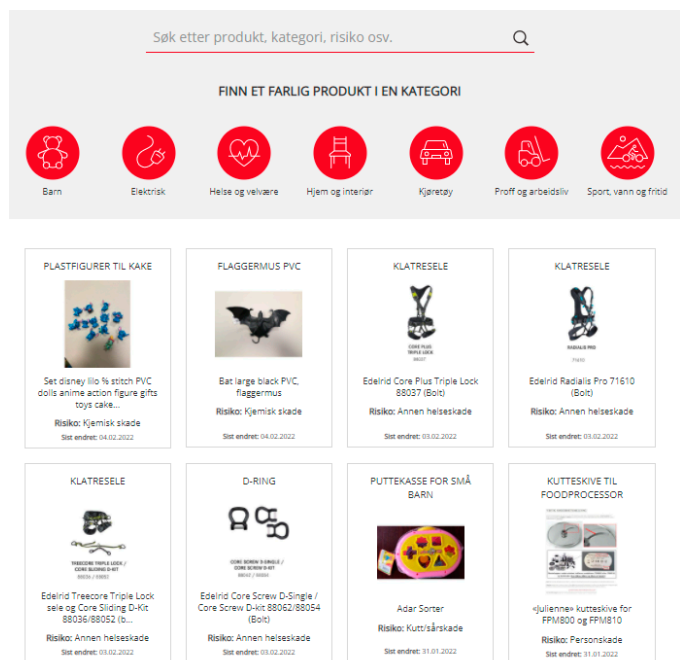 Søk etter produkt, kategori, risiko osv.
FINN ET FARLIG PRODUKT I EN KATEGORI
Barn
Elektrisk
Helse og velvære
Hjem og interiør
Kjøretøy
Proff og arbeidsliv
Sport, vann og fritid
PLASTFIGURER TIL KAKE
Set disney lilo % stitch PVC
dolls anime action figure gifts
toys cake...
Risiko: Kjemisk skade
Sist endret: 04.02.2022
FLAGGERMUS PVC
Bat large black PVC,
flaggermus
Risiko: Kjemisk skade
Sist endret: 04.02.2022
KLATRESELE
CORE PLUS
TRIPLE LOCK
88037
Edelrid Core Plus Triple Lock
88037 (Bolt)
Risiko: Annen helseskade
Sist endret: 03.02.2022
KLATRESELE
RADIALIS PRO
71610
Edelrid Radialis Pro 71610
(Bolt)
Risiko: Annen helseskade
Sist endret: 03.02.2022
KLATRESELE
TREECORE TRIPLE LOCK /
CORE SLIDING D-KIT
88036 / 88052
Edelrid Treecore Triple Lock
sele og Core Sliding D-Kit
88036/88052 (b...
Risiko: Annen helseskade
Sist endret: 03.02.2022
D-RING
CORE SCREW D-SINGLE /
CORE SCREW D-KIT
88062 / 88054
Edelrid Core Screw D-Single /
Core Screw D-kit 88062/88054
(Bolt)
Risiko: Annen helseskade
Sist endret: 03.02.2022
PUTTEKASSE FOR SMÅ
BARN
Adar Sorter
Risiko: Kutt/sårskade
Sist endret: 31.01.2022
KUTTESKIVE TIL
FOODPROCESSOR
«Julienne» kutteskive for
FPM800 og FPM810
Risiko: Personskade
Sist endret: 31.01.2022